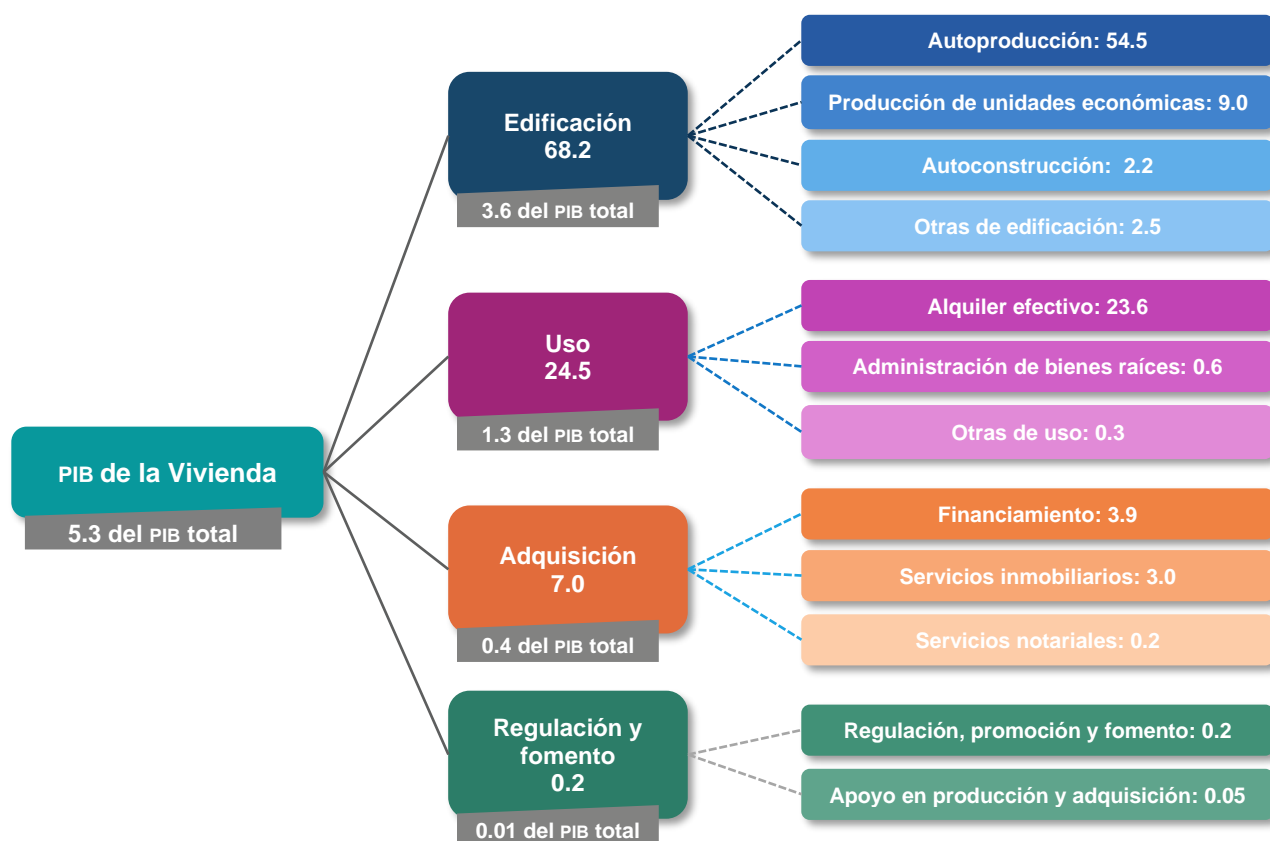 PIB de la Vivienda
5.3 del PIB total
Edificación
68.2
3.6 del PIB total
Autoproducción: 54.5
Producción de unidades económicas: 9.0
Autoconstrucción:  2.2
Otras de edificación: 2.5
Uso
24.5
1.3 del PIB total
Alquiler efectivo: 23.6
Administración de bienes raíces: 0.6
Otras de uso: 0.3
Adquisición
7.0
0.4 del PIB total
Financiamiento: 3.9
Servicios inmobiliarios: 3.0
Servicios notariales: 0.2
Regulación y
fomento
0.2
0.01 del PIB total
Regulación, promoción y fomento: 0.2
Apoyo en producción y adquisición: 0.05